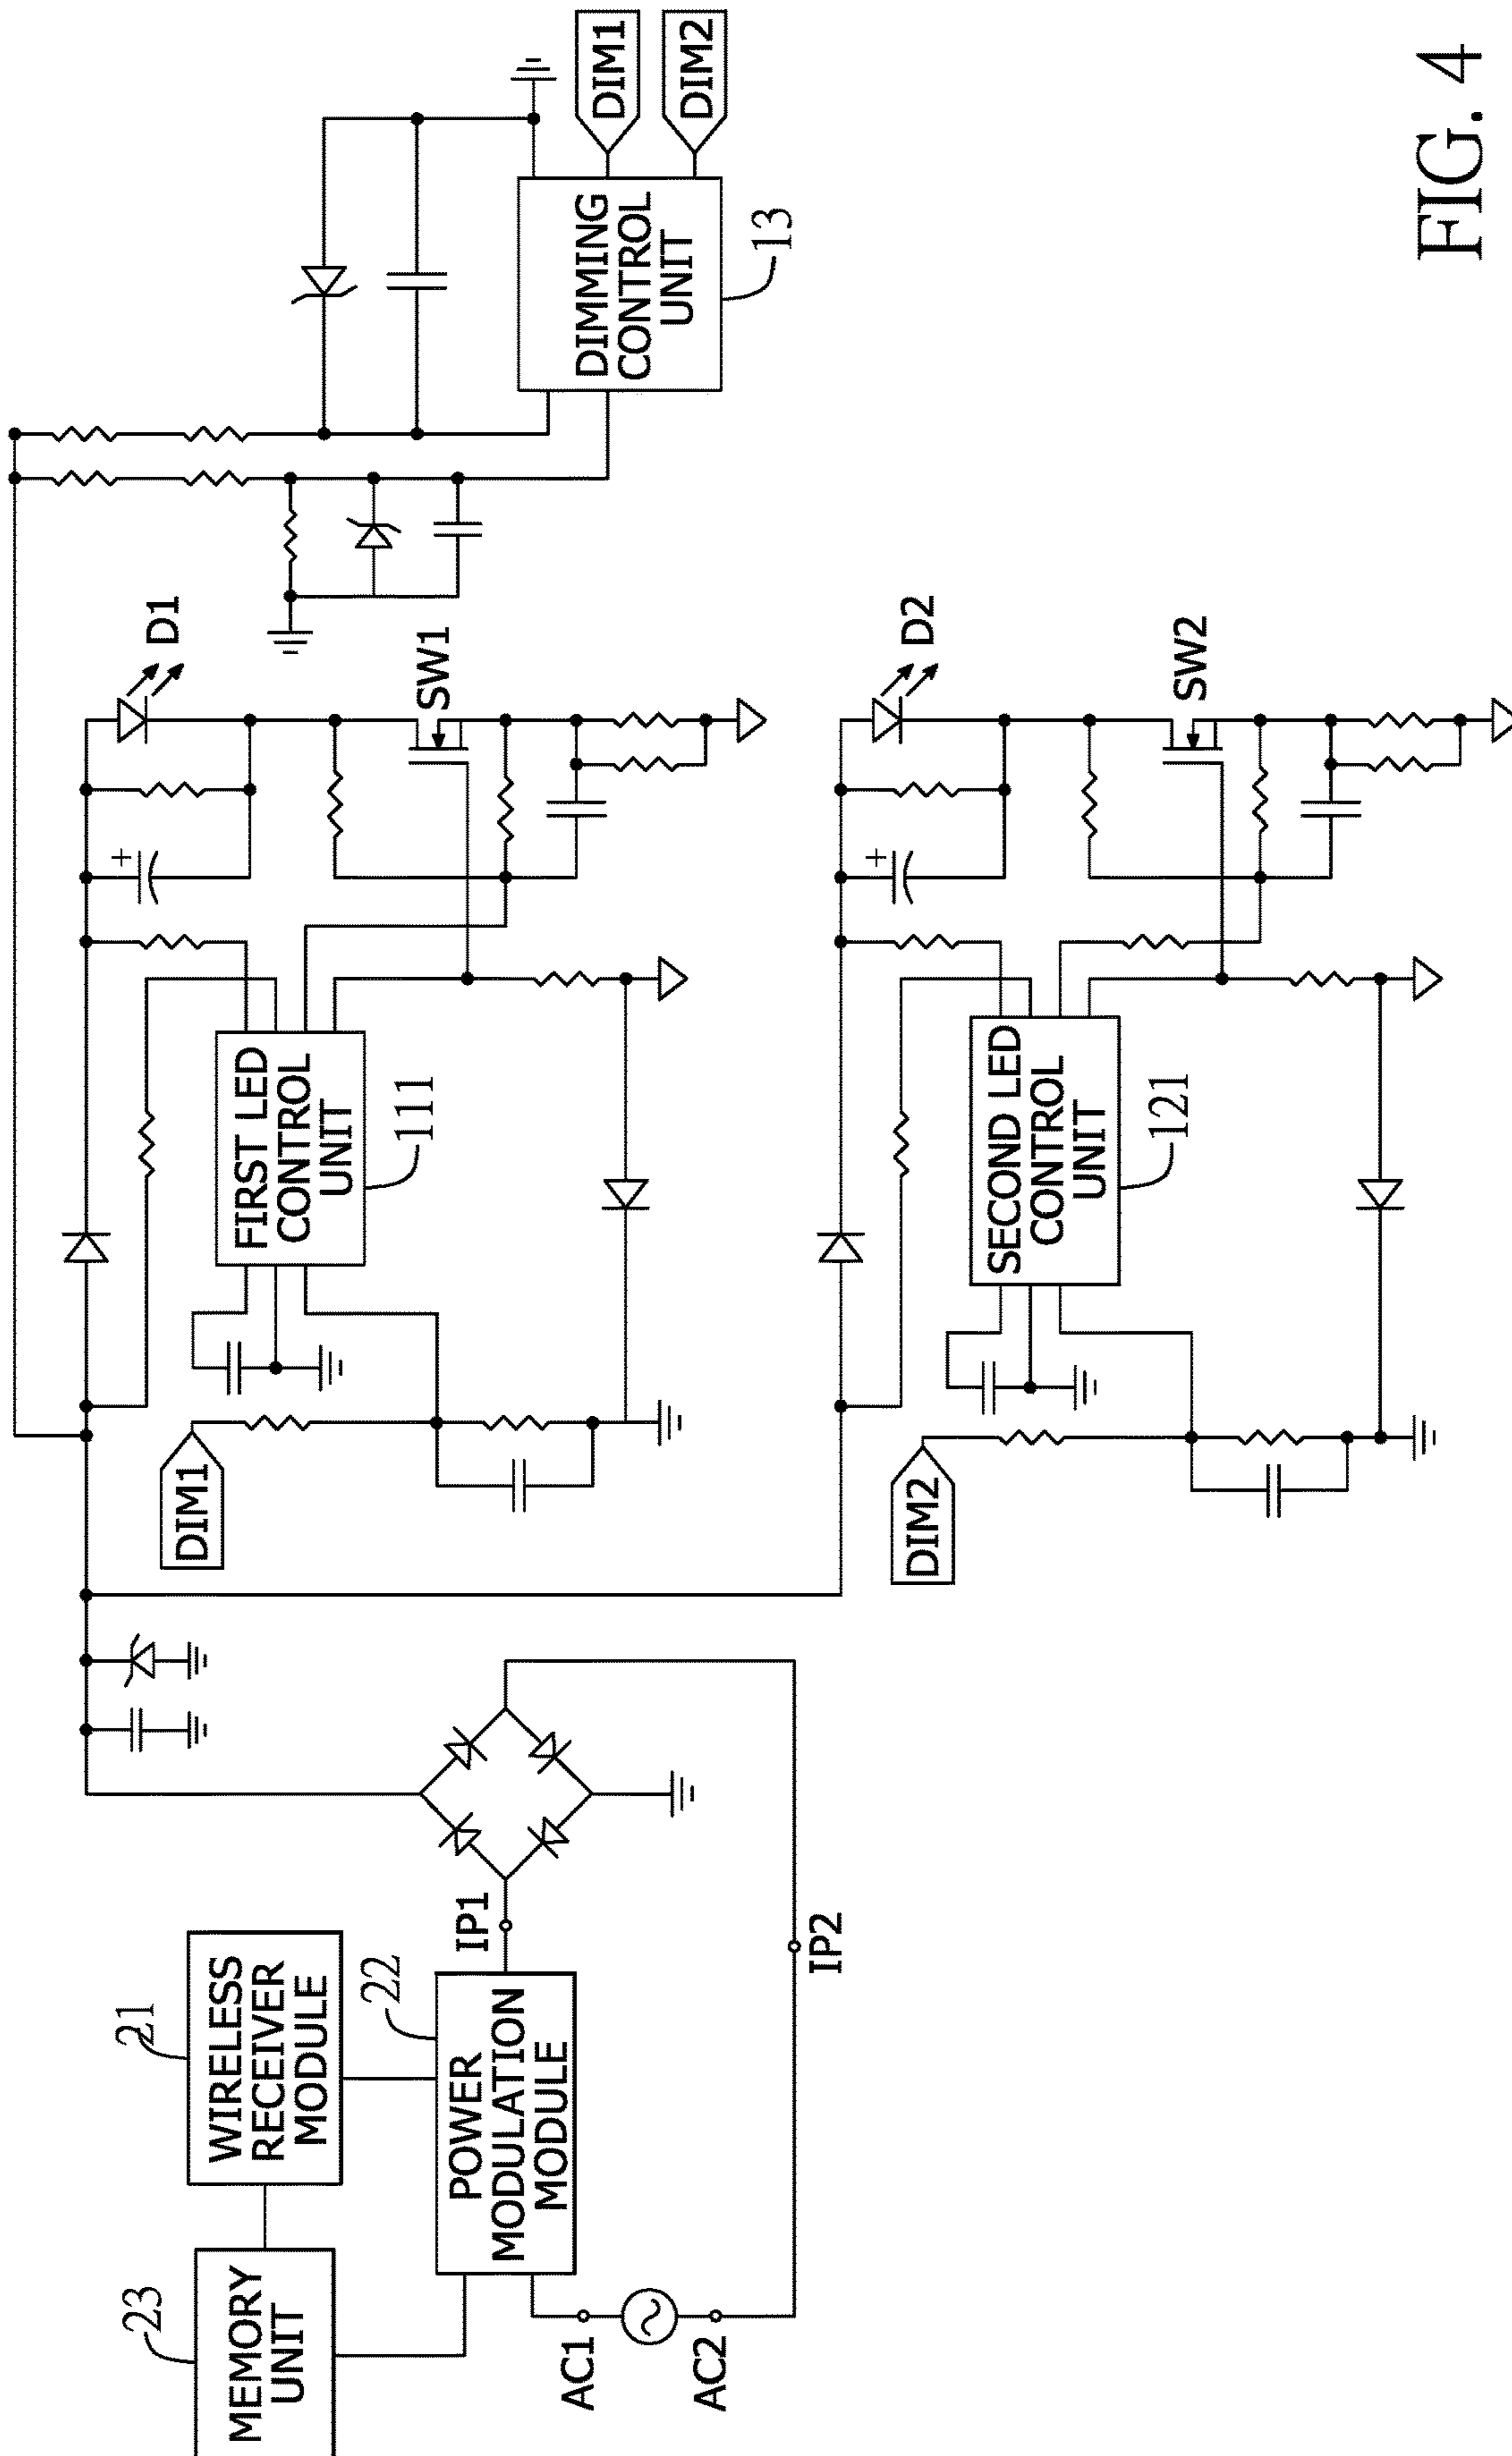 MEMORY
UNIT
23
WIRELESS
RECEIVER
MODULE
21
POWER
MODULATION
MODULE
22
AC1
AC2
IP1
IP2
DIM1
FIRST LED
CONTROL
UNIT
111
D1
SW1
DIM2
SECOND LED
CONTROL
UNIT
121
D2
SW2
DIMMING
CONTROL
UNIT
13
DIM1
DIM2
+
+
FIG. 4